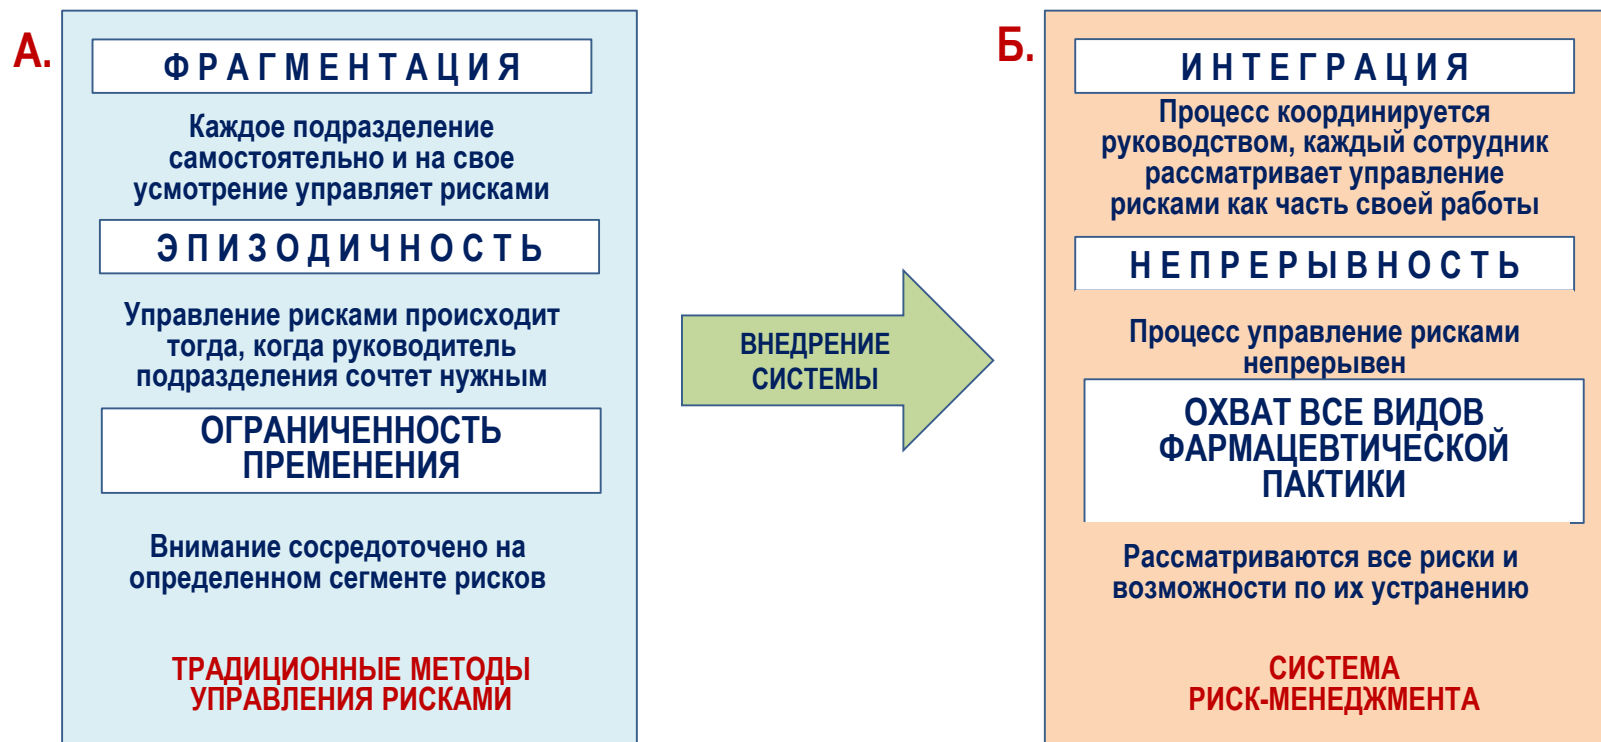 А.
ФРАГМЕНТАЦИЯ
Каждое подразделение
самостоятельно и на свое
усмотрение управляет рисками
ЭПИЗОДИЧНОСТЬ
Управление рисками происходит
тогда, когда руководитель
подразделения сочтет нужным
ОГРАНИЧЕННОСТЬ
ПРЕМЕНЕНИЯ
Внимание сосредоточено на
определенном сегменте рисков
ТРАДИЦИОННЫЕ МЕТОДЫ
УПРАВЛЕНИЯ РИСКАМИ
ВНЕДРЕНИЕ
СИСТЕМЫ
Б.
ИНТЕГРАЦИЯ
Процесс координируется
руководством, каждый сотрудник
рассматривает управление
рисками как часть своей работы
НЕПРЕРЫВНОСТЬ
Процесс управление рисками
непрерывен
ОХВАТ ВСЕ ВИДОВ
ФАРМАЦЕВТИЧЕСКОЙ
ПАКТИКИ
Рассматриваются все риски и
возможности по их устранению
СИСТЕМА
РИСК-МЕНЕДЖМЕНТА